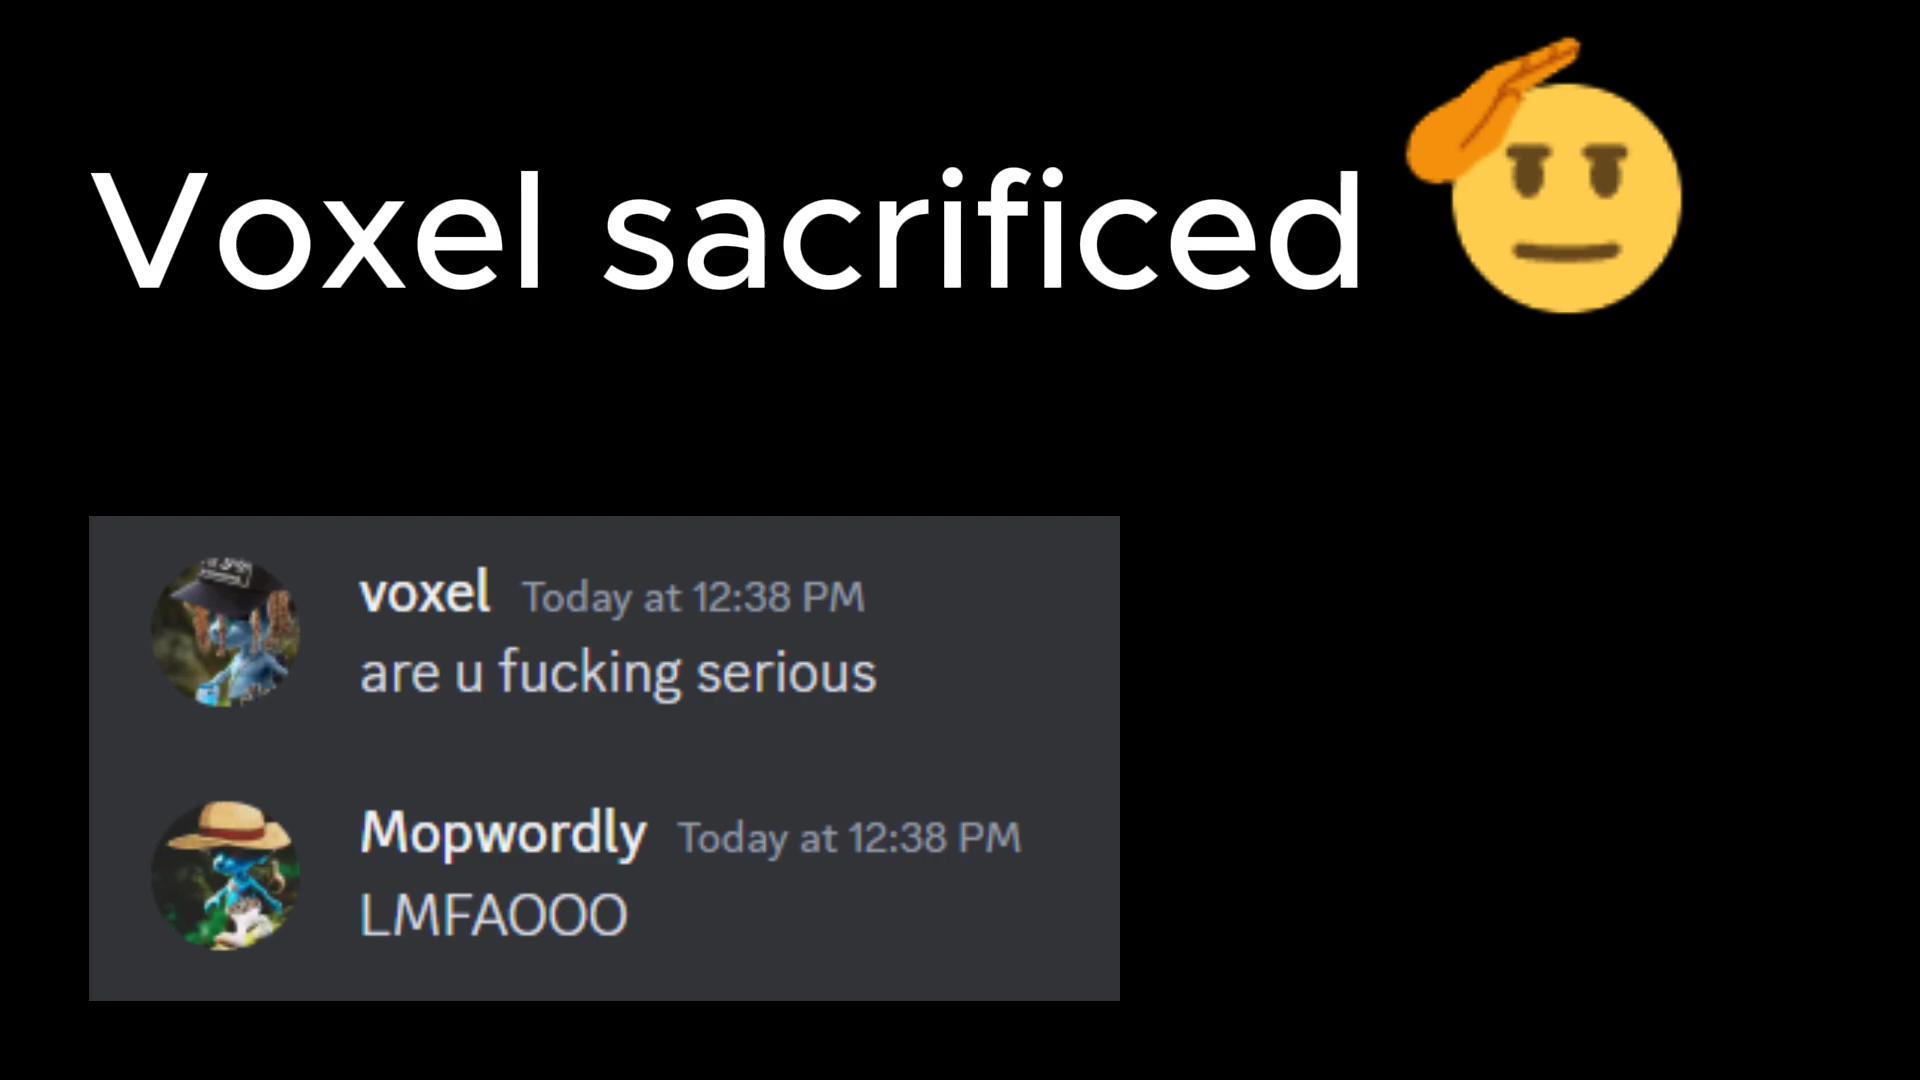 Voxel sacrificed
voxel Today at 12:38 PM
are u fucking serious
Mopwordly Today at 12:38 PM
LMFAOOO